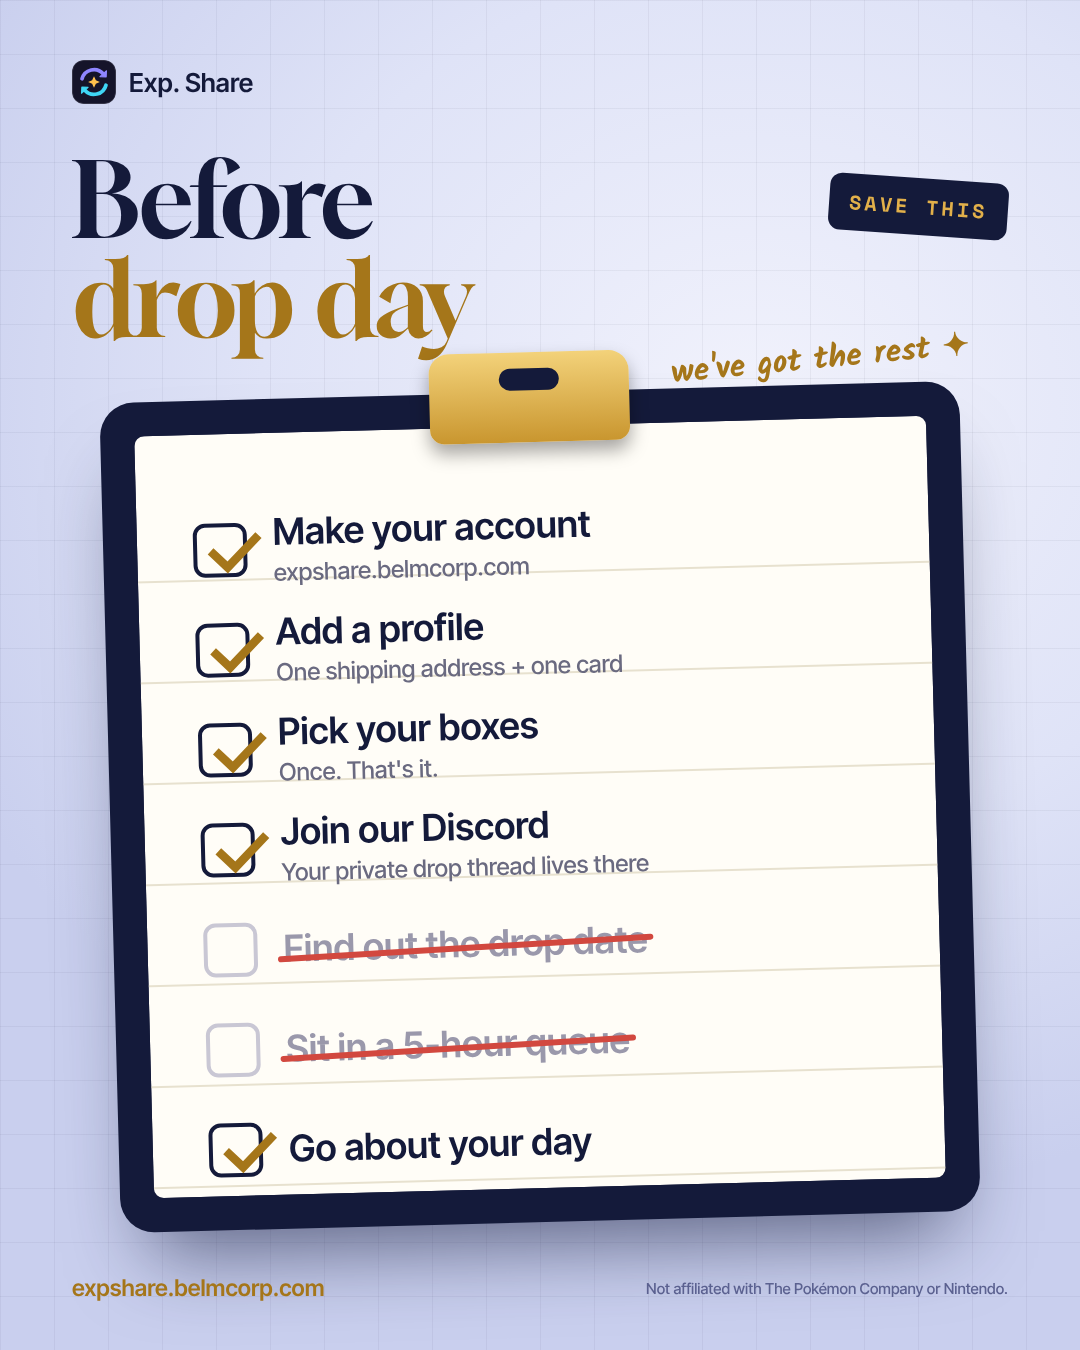 Exp. Share
Before
drop day
SAVE THIS
we've got the rest ✦
Make your account
expshare.belmcorp.com
Add a profile
One shipping address + one card
Pick your boxes
Once. That's it.
Join our Discord
Your private drop thread lives there
Find out the drop date
Sit in a 5-hour queue
Go about your day
expshare.belmcorp.com
Not affiliated with The Pokémon Company or Nintendo.